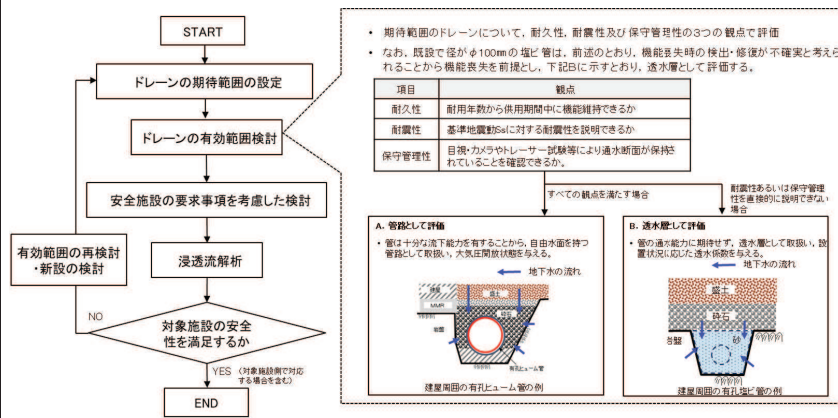 START
ドレーンの期待範囲の設定
ドレーンの有効範囲検討
安全施設の要求事項を考慮した検討
有効範囲の再検討
・新設の検討
浸透流解析
NO
対象施設の安全
性を満足するか
YES （対象施設側で対応
する場合を含む）
END
• 期待範囲のドレーンについて，耐久性，耐震性及び保守管理性の3つの観点で評価
• なお，既設で径がφ100mmの塩ビ管は，前述のとおり，機能喪失時の検出・修復が不確実と考えら
れることから機能喪失を前提とし，下記Bに示すとおり，透水層として評価する。
項目 観点
耐久性 耐用年数から供用期間中に機能維持できるか
耐震性 基準地震動Ssに対する耐震性を説明できるか
保守管理性 目視・カメラやトレーサー試験等により通水断面が保持さ
れていることを確認できるか。
すべての観点を満たす場合
耐震性あるいは保守管理
性を直接的に説明できない
場合
A. 管路として評価
• 管は十分な流下能力を有することから，自由水面を持つ
管路として取扱い，大気圧開放状態を与える。
地下水の流れ
建屋
盛土
MMR
砕石
岩盤
有孔ヒューム管
建屋周囲の有孔ヒューム管の例
B. 透水層として評価
• 管の通水能力に期待せず，透水層として取扱い，設
置状況に応じた透水係数を与える。
地下水の流れ
盛土
砕石
岩盤
砂
建屋周囲の有孔塩ビ管の例